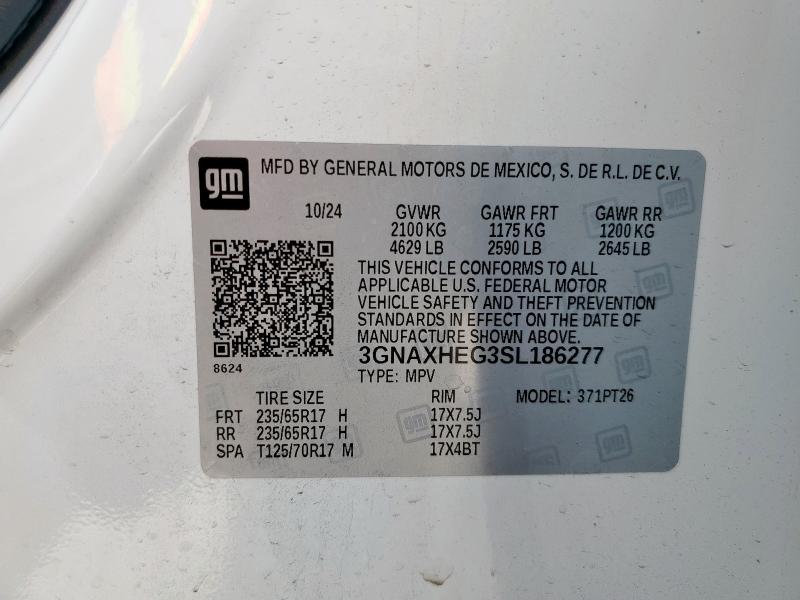 gm MFD BY GENERAL MOTORS DE MEXICO, S. DE R.L. DE C.V.
10/24 GVWR GAWR FRT GAWR RR
2100 KG 1175 KG 1200 KG
4629 LB 2590 LB 2645 LB
THIS VEHICLE CONFORMS TO ALL
APPLICABLE U.S. FEDERAL MOTOR
VEHICLE SAFETY AND THEFT PREVENTION
STANDARDS IN EFFECT ON THE DATE OF
MANUFACTURE SHOWN ABOVE.
8624 3GNAXHEG3SL186277
TYPE: MPV
TIRE SIZE RIM MODEL: 371PT26
FRT 235/65R17 H 17X7.5J
RR 235/65R17 H 17X7.5J
SPA T125/70R17 M 17X4BT